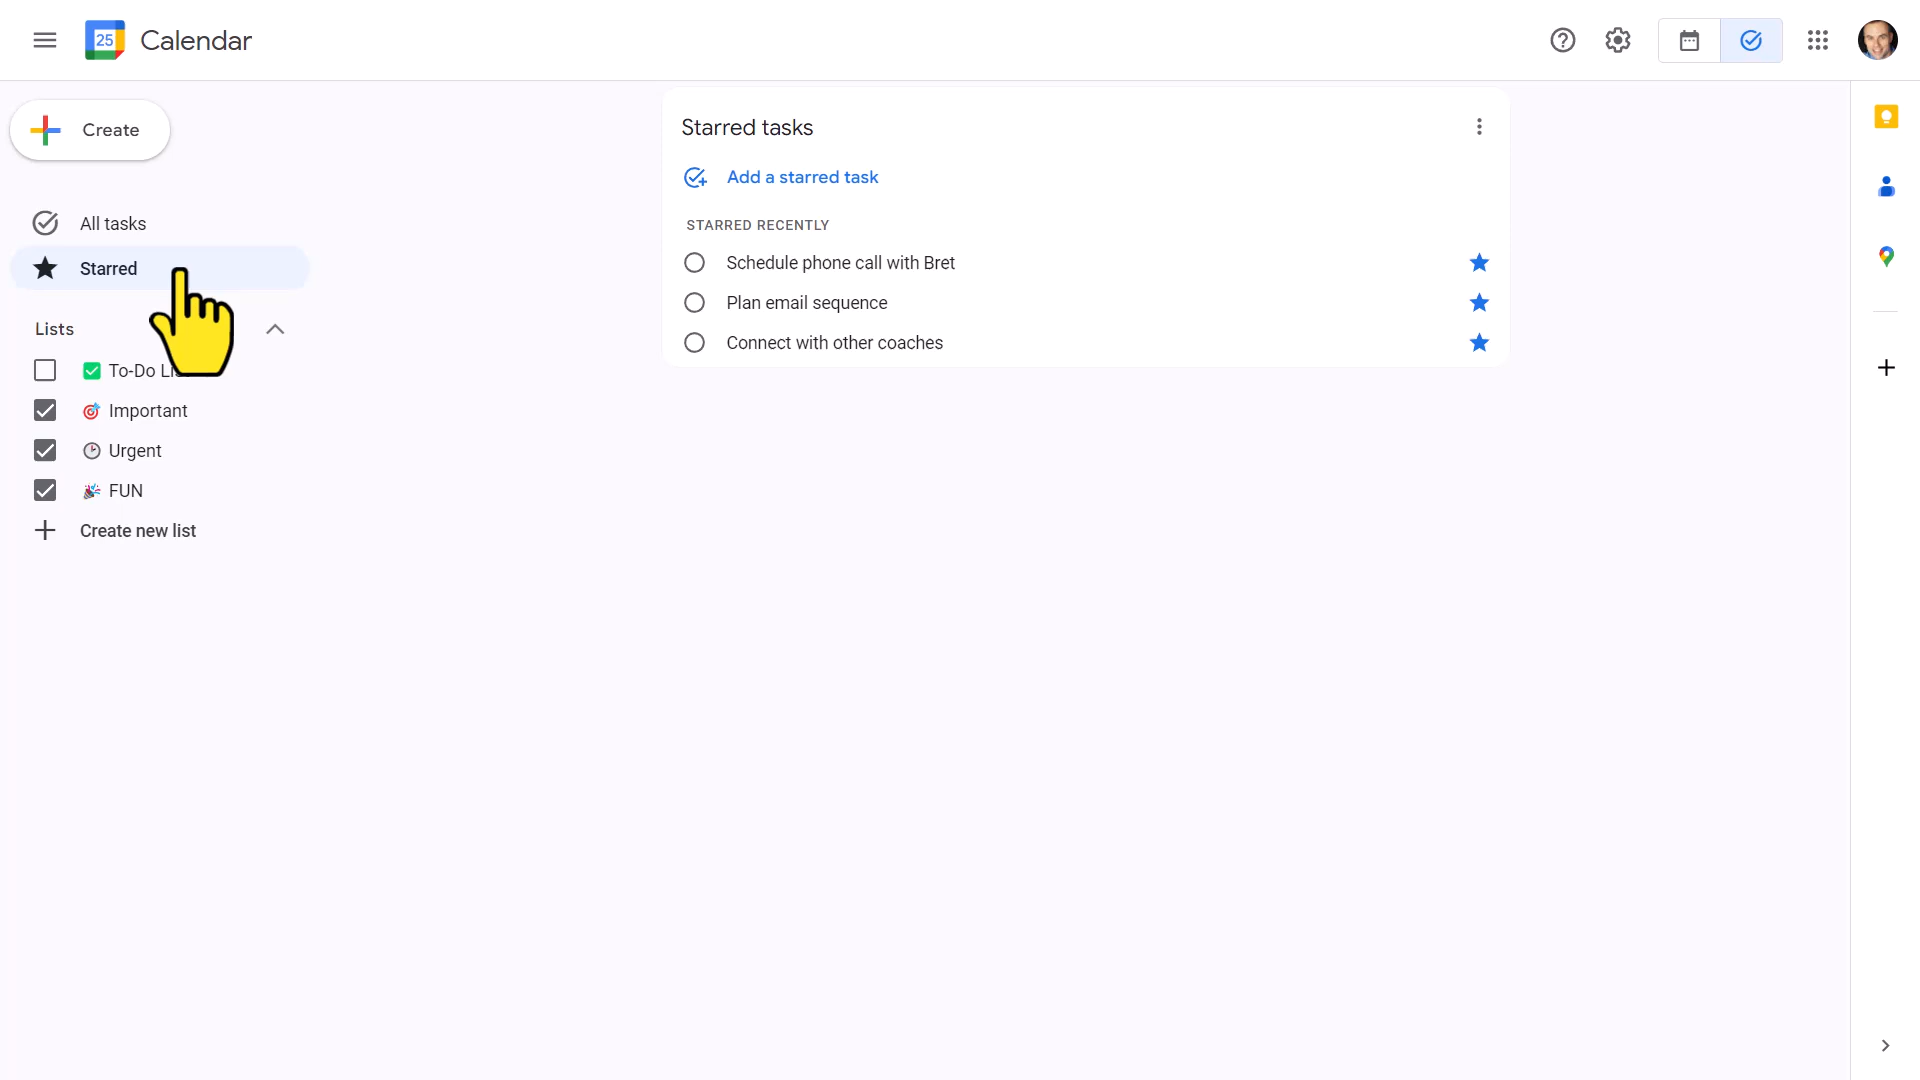 25 Calendar
Create
All tasks
Starred
Lists
To-Do
Important
Urgent
FUN
Create new list
Starred tasks
Add a starred task
STARRED RECENTLY
Schedule phone call with Bret
Plan email sequence
Connect with other coaches